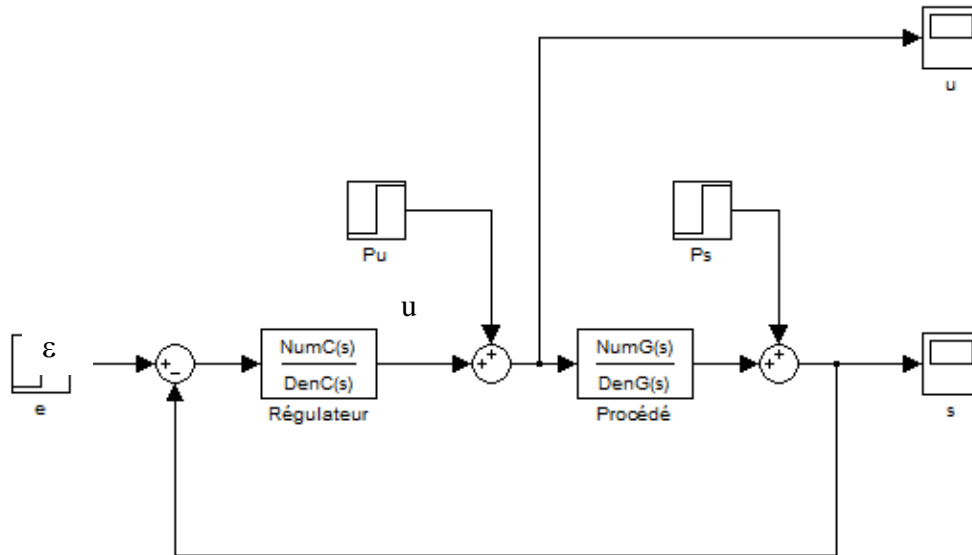 u
Pu
Ps
u
ε
+
−
NumC(s)
DenC(s)
+
+
NumG(s)
DenG(s)
+
+
e
Régulateur
Procédé
s